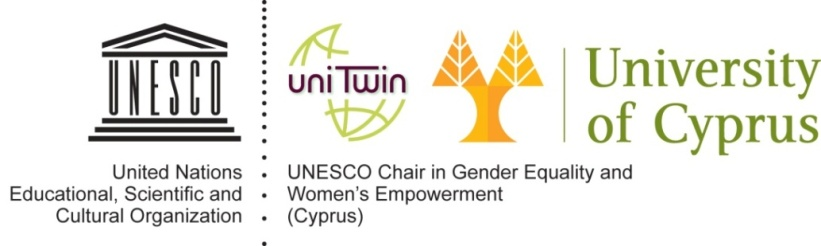 UNESCO
United Nations
Educational, Scientific and
Cultural Organization
uniTwin
UNESCO Chair in Gender Equality and
Women's Empowerment
(Cyprus)
University
of Cyprus